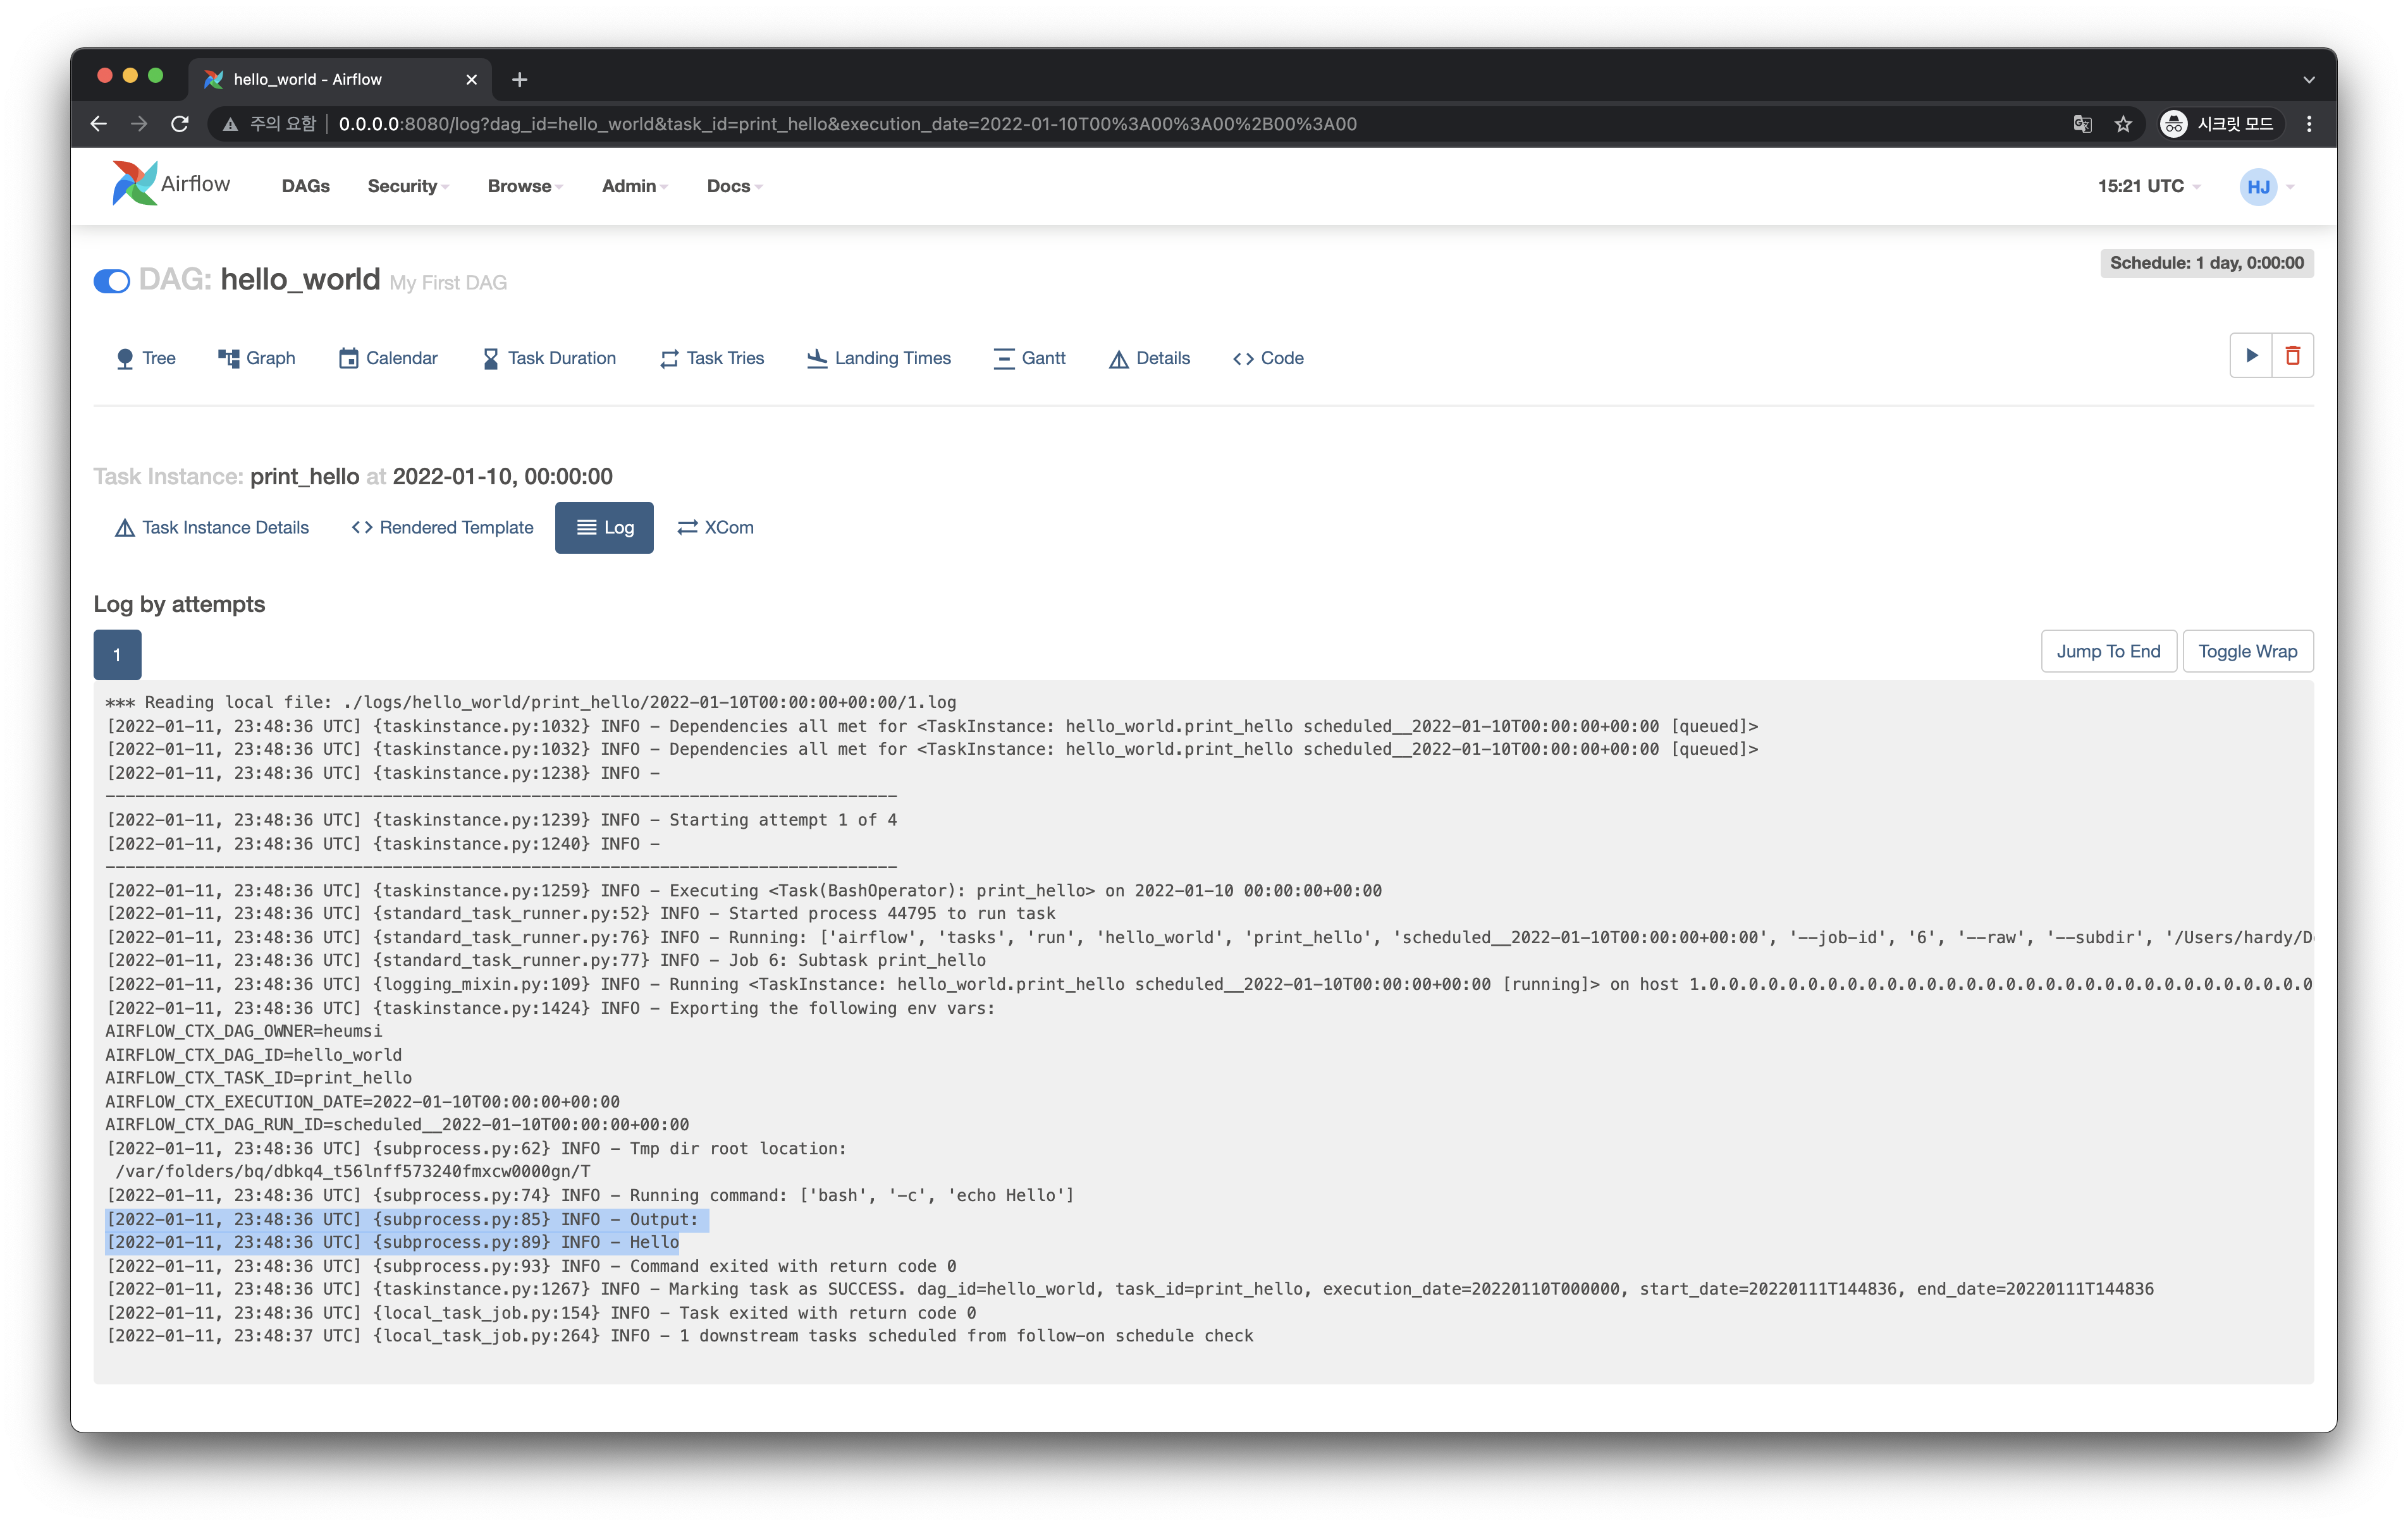 hello_world - Airflow
주의 요함 0.0.0.0:8080/log?dag_id=hello_world&task_id=print_hello&execution_date=2022-01-10T00%3A00%3A00%2B00%3A00 시크릿 모드
Airflow DAGs Security Browse Admin Docs 15:21 UTC HJ
Schedule: 1 day, 0:00:00
DAG: hello_world My First DAG
Tree Graph Calendar Task Duration Task Tries Landing Times Gantt Details Code
Task Instance: print_hello at 2022-01-10, 00:00:00
Task Instance Details Rendered Template Log XCom
Log by attempts
1 Jump To End Toggle Wrap
*** Reading local file: ./logs/hello_world/print_hello/2022-01-10T00:00:00+00:00/1.log
[2022-01-11, 23:48:36 UTC] {taskinstance.py:1032} INFO - Dependencies all met for <TaskInstance: hello_world.print_hello scheduled__2022-01-10T00:00:00+00:00 [queued]>
[2022-01-11, 23:48:36 UTC] {taskinstance.py:1032} INFO - Dependencies all met for <TaskInstance: hello_world.print_hello scheduled__2022-01-10T00:00:00+00:00 [queued]>
[2022-01-11, 23:48:36 UTC] {taskinstance.py:1238} INFO -
--------------------------------------------------------------------------------
[2022-01-11, 23:48:36 UTC] {taskinstance.py:1239} INFO - Starting attempt 1 of 4
[2022-01-11, 23:48:36 UTC] {taskinstance.py:1240} INFO -
--------------------------------------------------------------------------------
[2022-01-11, 23:48:36 UTC] {taskinstance.py:1259} INFO - Executing <Task(BashOperator): print_hello> on 2022-01-10 00:00:00+00:00
[2022-01-11, 23:48:36 UTC] {standard_task_runner.py:52} INFO - Started process 44795 to run task
[2022-01-11, 23:48:36 UTC] {standard_task_runner.py:76} INFO - Running: ['airflow', 'tasks', 'run', 'hello_world', 'print_hello', 'scheduled__2022-01-10T00:00:00+00:00', '--job-id', '6', '--raw', '--subdir', '/Users/hardy/D
[2022-01-11, 23:48:36 UTC] {standard_task_runner.py:77} INFO - Job 6: Subtask print_hello
[2022-01-11, 23:48:36 UTC] {logging_mixin.py:109} INFO - Running <TaskInstance: hello_world.print_hello scheduled__2022-01-10T00:00:00+00:00 [running]> on host 1.0.0.0.0.0.0.0.0.0.0.0.0.0.0.0.0.0.0.0.0.0.0.0.0.0.0.0.0.0.0.0
[2022-01-11, 23:48:36 UTC] {taskinstance.py:1424} INFO - Exporting the following env vars:
AIRFLOW_CTX_DAG_OWNER=heumsi
AIRFLOW_CTX_DAG_ID=hello_world
AIRFLOW_CTX_TASK_ID=print_hello
AIRFLOW_CTX_EXECUTION_DATE=2022-01-10T00:00:00+00:00
AIRFLOW_CTX_DAG_RUN_ID=scheduled__2022-01-10T00:00:00+00:00
[2022-01-11, 23:48:36 UTC] {subprocess.py:62} INFO - Tmp dir root location:
/var/folders/bq/dbkq4_t56lnff573240fmxcw0000gn/T
[2022-01-11, 23:48:36 UTC] {subprocess.py:74} INFO - Running command: ['bash', '-c', 'echo Hello']
[2022-01-11, 23:48:36 UTC] {subprocess.py:85} INFO - Output:
[2022-01-11, 23:48:36 UTC] {subprocess.py:89} INFO - Hello
[2022-01-11, 23:48:36 UTC] {subprocess.py:93} INFO - Command exited with return code 0
[2022-01-11, 23:48:36 UTC] {taskinstance.py:1267} INFO - Marking task as SUCCESS. dag_id=hello_world, task_id=print_hello, execution_date=20220110T000000, start_date=20220111T144836, end_date=20220111T144836
[2022-01-11, 23:48:36 UTC] {local_task_job.py:154} INFO - Task exited with return code 0
[2022-01-11, 23:48:37 UTC] {local_task_job.py:264} INFO - 1 downstream tasks scheduled from follow-on schedule check